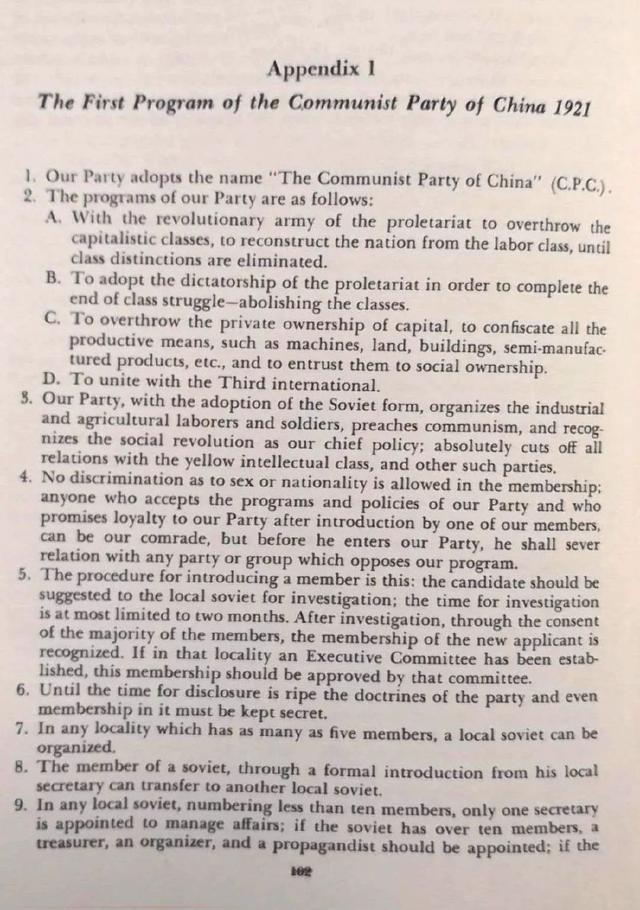 Appendix 1
The First Program of the Communist Party of China 1921
1. Our Party adopts the name "The Communist Party of China" (C.P.C.).
2. The programs of our Party are as follows:
A. With the revolutionary army of the proletariat to overthrow the
capitalistic classes, to reconstruct the nation from the labor class, until
class distinctions are eliminated.
B. To adopt the dictatorship of the proletariat in order to complete the
end of class struggle—abolishing the classes.
C. To overthrow the private ownership of capital, to confiscate all the
productive means, such as machines, land, buildings, semi-manufac-
tured products, etc., and to entrust them to social ownership.
D. To unite with the Third international.
3. Our Party, with the adoption of the Soviet form, organizes the industrial
and agricultural laborers and soldiers, preaches communism, and recog-
nizes the social revolution as our chief policy; absolutely cuts off all
relations with the yellow intellectual class, and other such parties.
4. No discrimination as to sex or nationality is allowed in the membership;
anyone who accepts the programs and policies of our Party and who
promises loyalty to our Party after introduction by one of our members,
can be our comrade, but before he enters our Party, he shall sever
relation with any party or group which opposes our program.
5. The procedure for introducing a member is this: the candidate should be
suggested to the local soviet for investigation; the time for investigation
is at most limited to two months. After investigation, through the consent
of the majority of the members, the membership of the new applicant is
recognized. If in that locality an Executive Committee has been estab-
lished, this membership should be approved by that committee.
6. Until the time for disclosure is ripe the doctrines of the party and even
membership in it must be kept secret.
7. In any locality which has as many as five members, a local soviet can be
organized.
8. The member of a soviet, through a formal introduction from his local
secretary can transfer to another local soviet.
9. In any local soviet, numbering less than ten members, only one secretary
is appointed to manage affairs; if the soviet has over ten members, a
treasurer, an organizer, and a propagandist should be appointed; if the
102